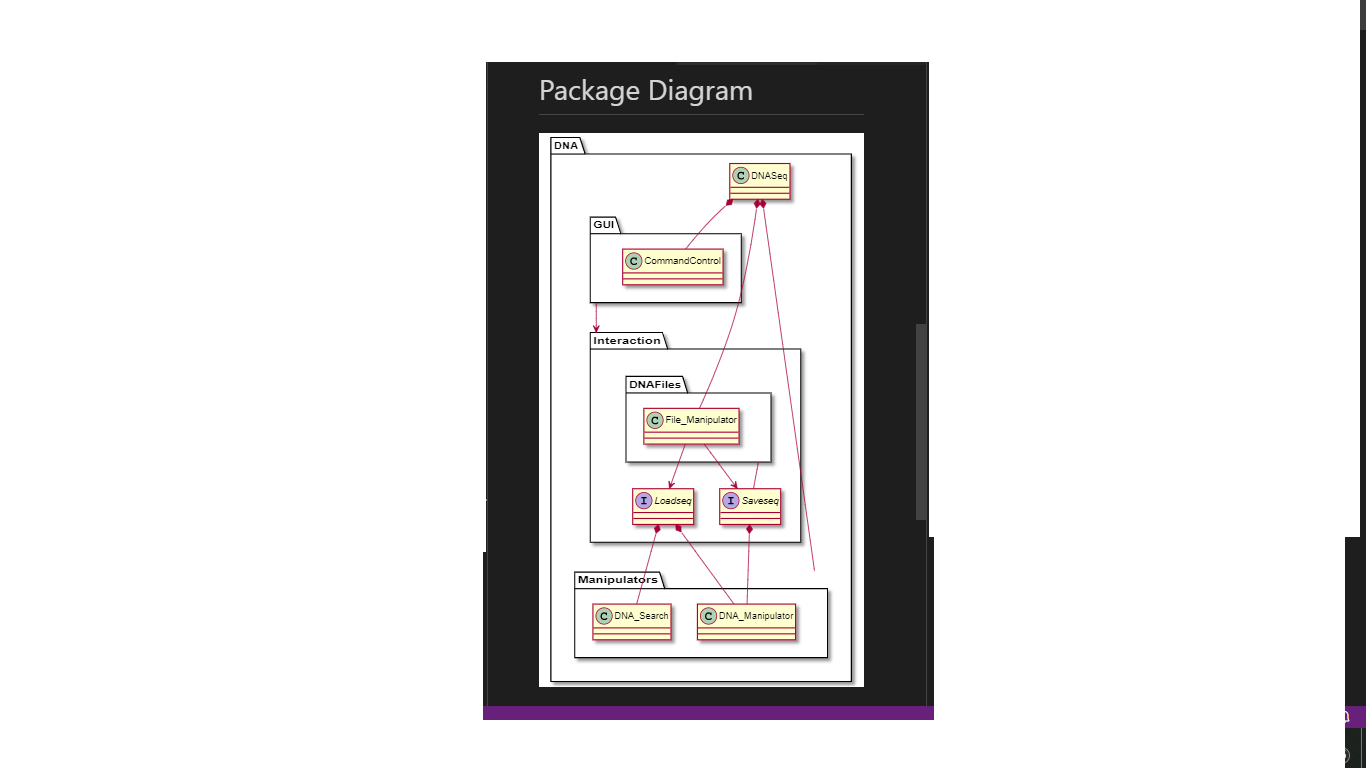 Package Diagram
DNA
C DNASeq
GUI
C CommandControl
Interaction
DNAFiles
C File_Manipulator
I Loadseq
I Saveseq
Manipulators
C DNA_Search
C DNA_Manipulator